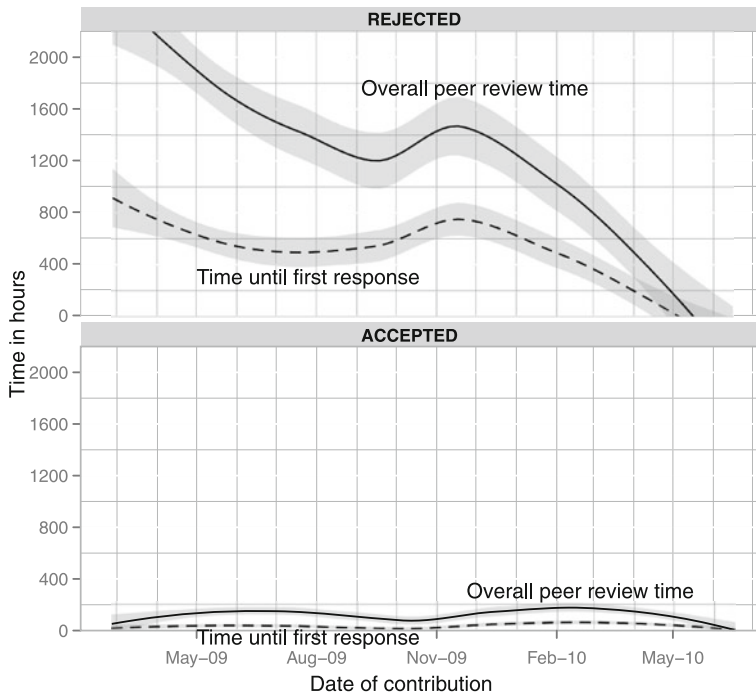 REJECTED
2000
Overall peer review time
1600
1200
800
400
Time until first response
0
Time in hours
ACCEPTED
2000
1600
1200
800
400
Overall peer review time
0
Time until first response
May–09 Aug–09 Nov–09 Feb–10 May–10
Date of contribution